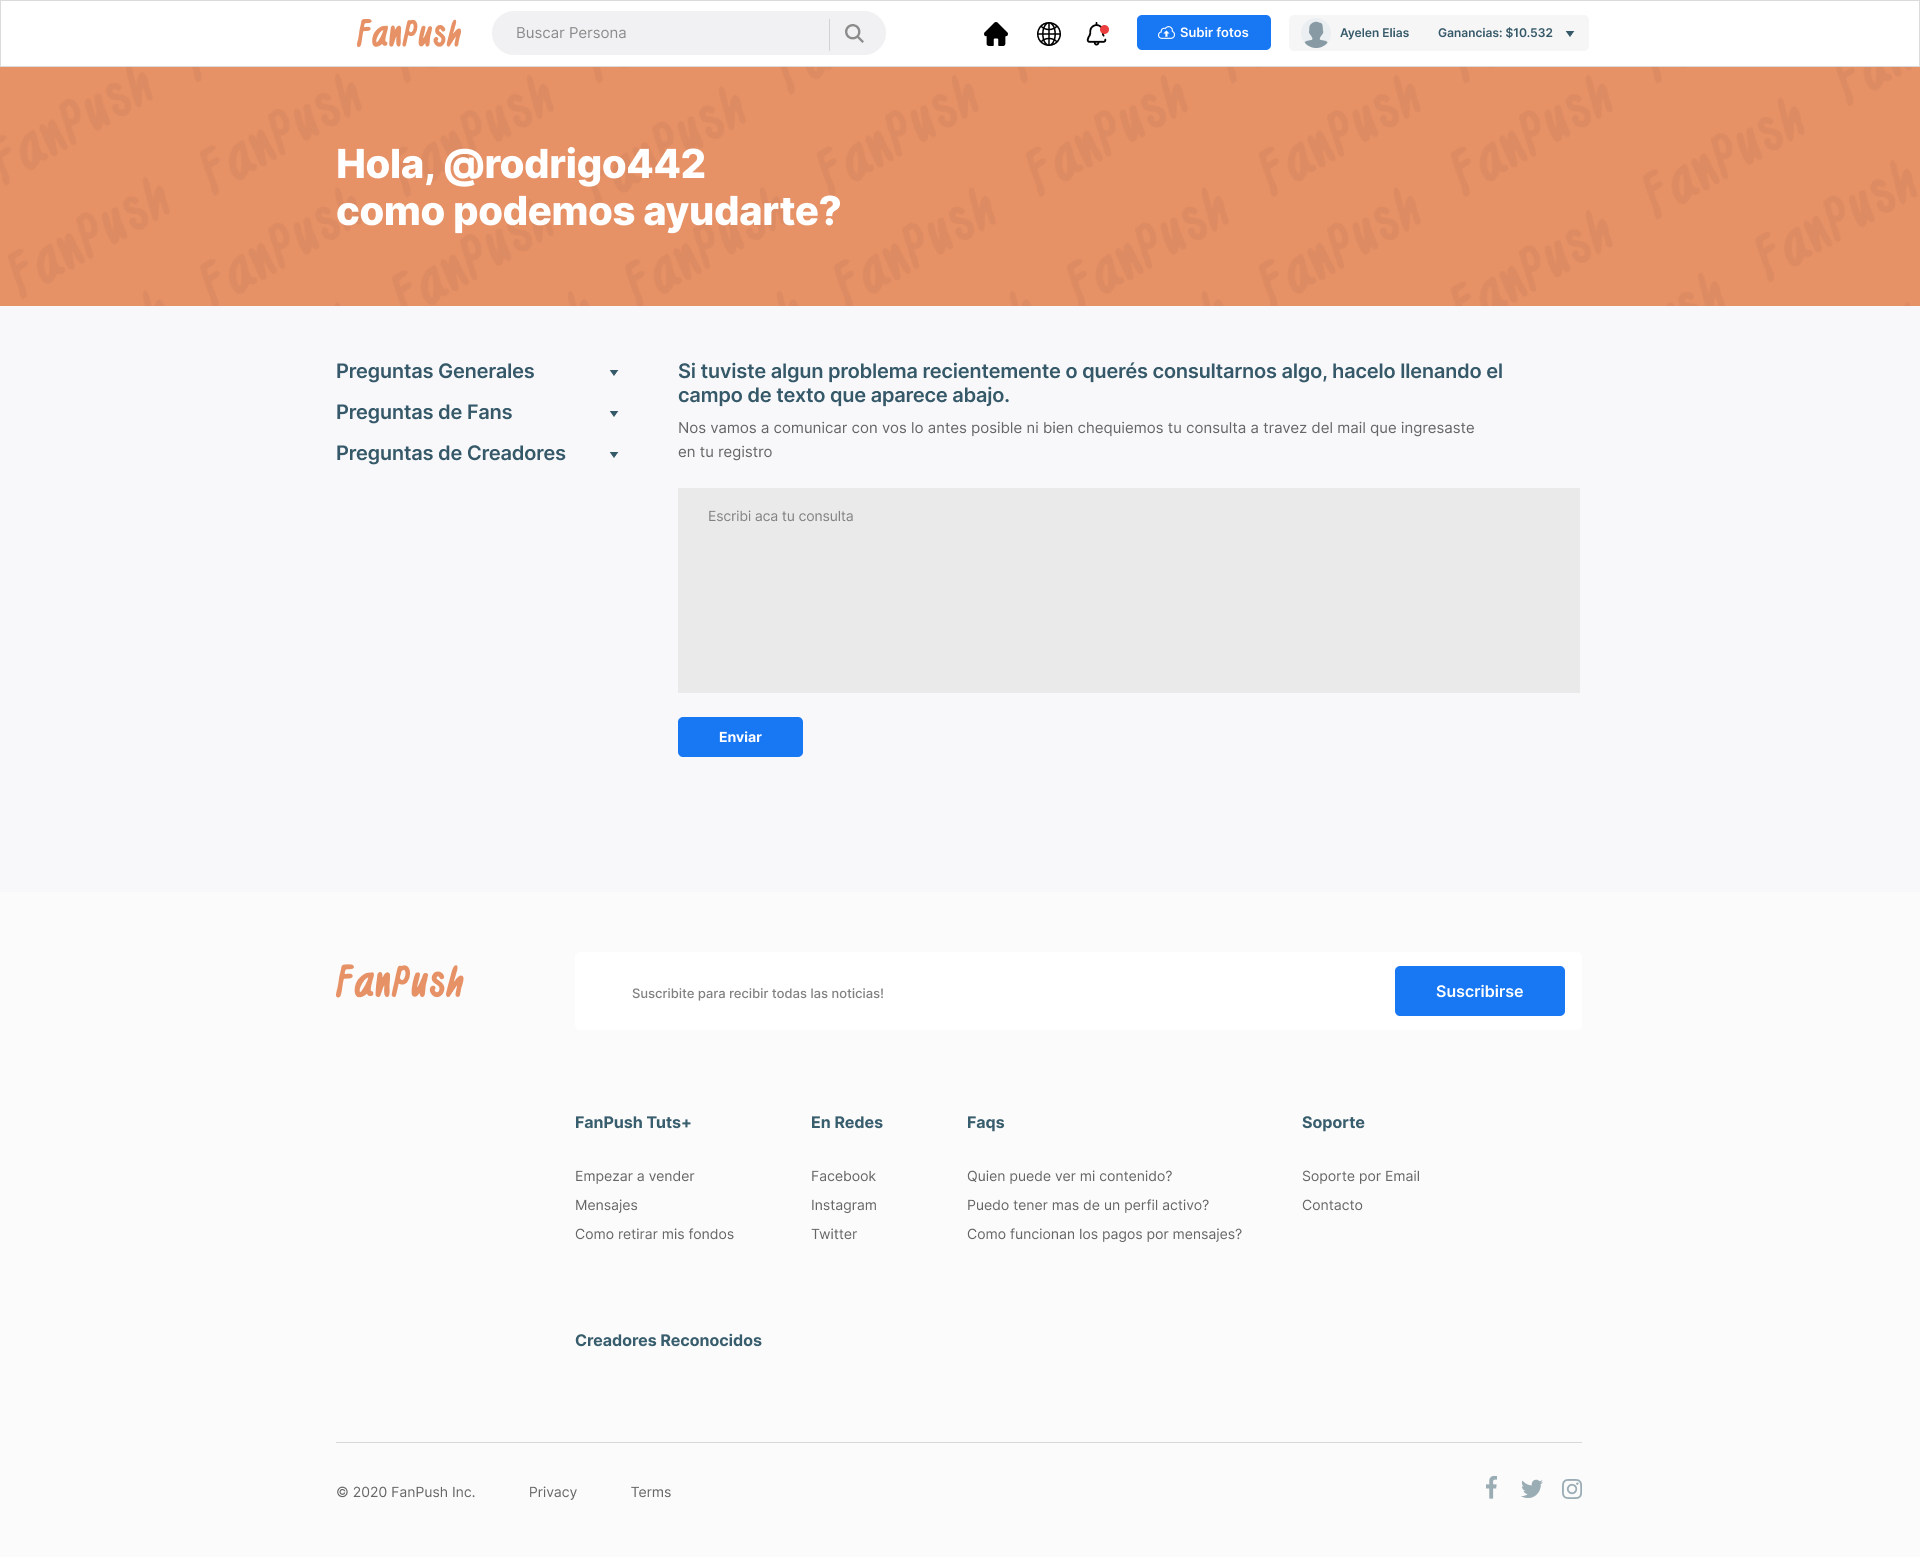 FanPush
Buscar Persona
Subir fotos
Ayelen Elias
Ganancias: $10.532
Hola, @rodrigo442
como podemos ayudarte?
Preguntas Generales
Preguntas de Fans
Preguntas de Creadores
Si tuviste algun problema recientemente o querés consultarnos algo, hacelo llenando el
campo de texto que aparece abajo.
Nos vamos a comunicar con vos lo antes posible ni bien chequiemos tu consulta a travez del mail que ingresaste
en tu registro
Escribi aca tu consulta
Enviar
FanPush
Suscribite para recibir todas las noticias!
Suscribirse
FanPush Tuts+
Empezar a vender
Mensajes
Como retirar mis fondos
En Redes
Facebook
Instagram
Twitter
Faqs
Quien puede ver mi contenido?
Puedo tener mas de un perfil activo?
Como funcionan los pagos por mensajes?
Soporte
Soporte por Email
Contacto
Creadores Reconocidos
© 2020 FanPush Inc.
Privacy
Terms